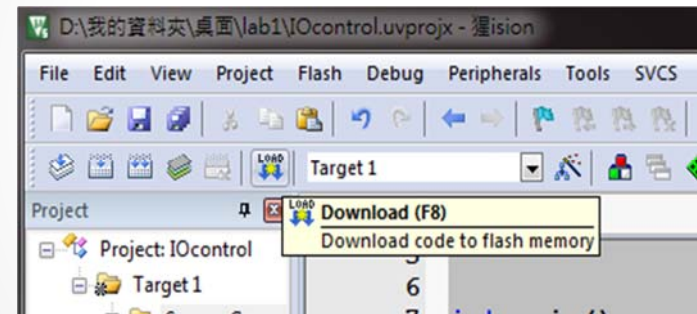 D:\我的資料夾\桌面\lab1\IOcontrol.uvprojx - 猩ision
File Edit View Project Flash Debug Peripherals Tools SVCS
LOAD Target 1
Project
LOAD Download (F8)
Download code to flash memory
Project: IOcontrol
Target 1
6